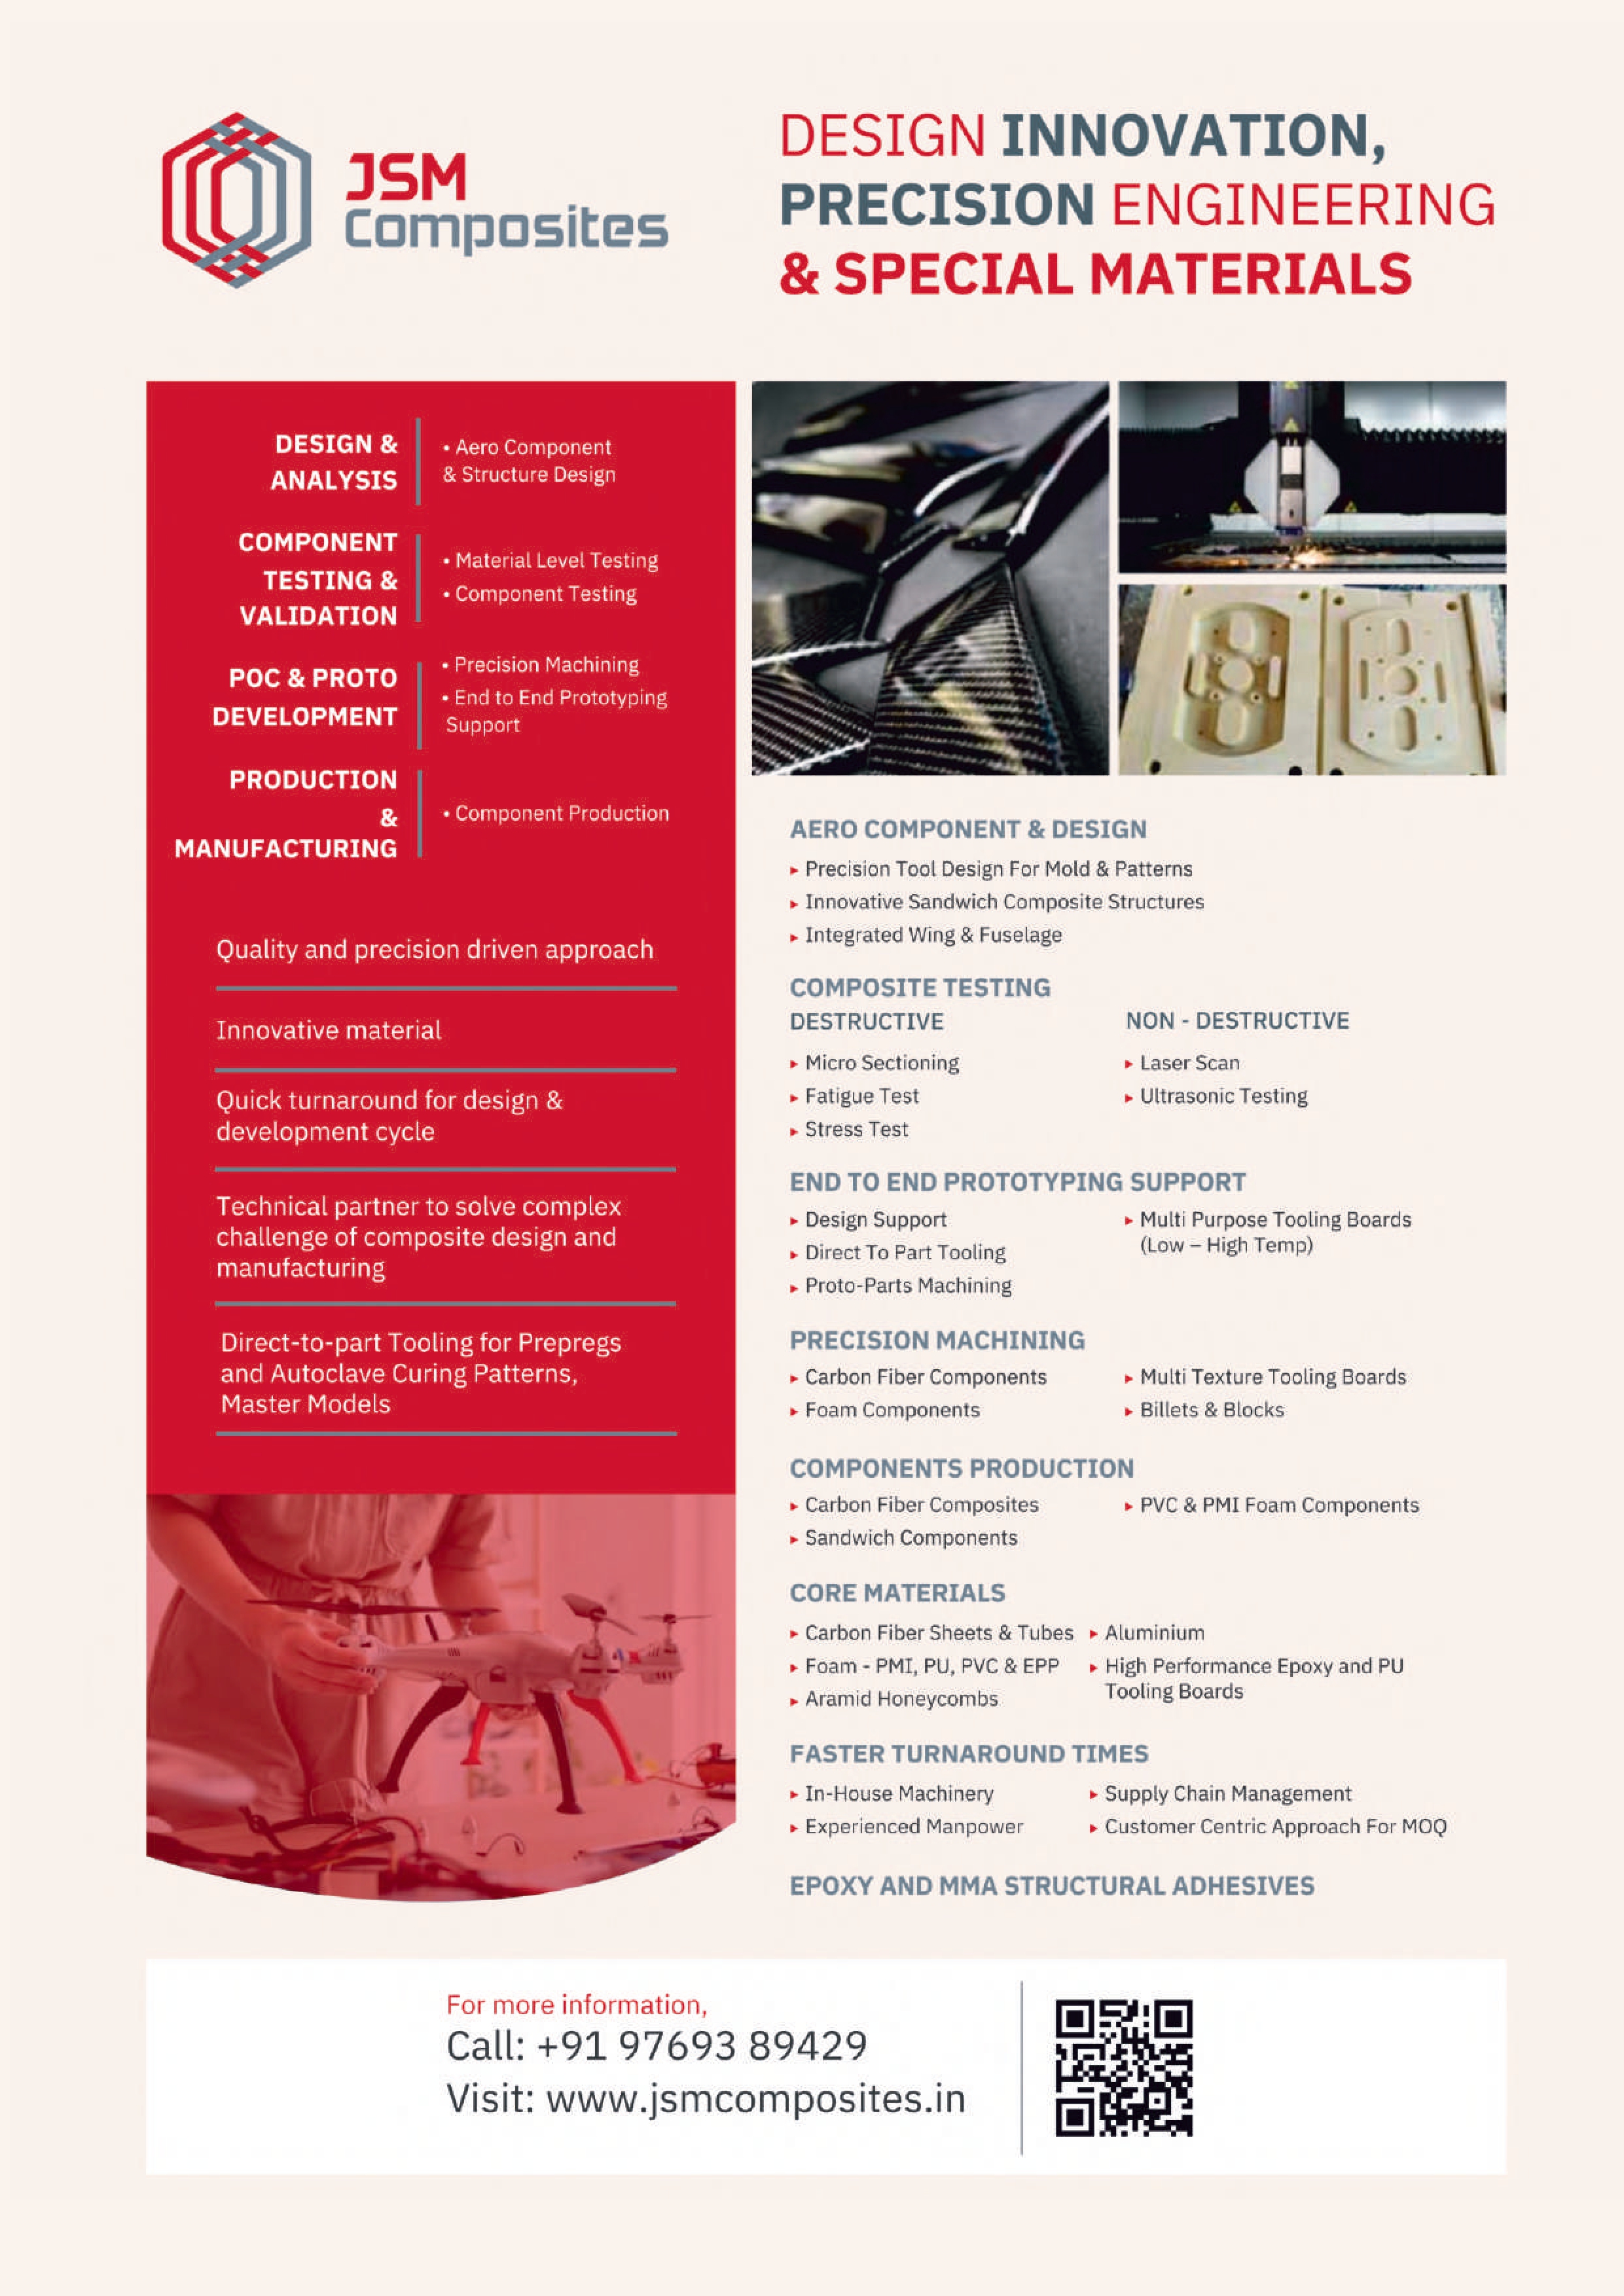 JSM
Composites
DESIGN INNOVATION,
PRECISION ENGINEERING
& SPECIAL MATERIALS
DESIGN &
ANALYSIS
• Aero Component
& Structure Design
COMPONENT
TESTING &
VALIDATION
• Material Level Testing
• Component Testing
POC & PROTO
DEVELOPMENT
• Precision Machining
• End to End Prototyping
Support
PRODUCTION
&
MANUFACTURING
• Component Production
Quality and precision driven approach
Innovative material
Quick turnaround for design &
development cycle
Technical partner to solve complex
challenge of composite design and
manufacturing
Direct-to-part Tooling for Prepregs
and Autoclave Curing Patterns,
Master Models
AERO COMPONENT & DESIGN
▸ Precision Tool Design For Mold & Patterns
▸ Innovative Sandwich Composite Structures
▸ Integrated Wing & Fuselage
COMPOSITE TESTING
DESTRUCTIVE
▸ Micro Sectioning
▸ Fatigue Test
▸ Stress Test
NON - DESTRUCTIVE
▸ Laser Scan
▸ Ultrasonic Testing
END TO END PROTOTYPING SUPPORT
▸ Design Support
▸ Direct To Part Tooling
▸ Proto-Parts Machining
▸ Multi Purpose Tooling Boards
(Low – High Temp)
PRECISION MACHINING
▸ Carbon Fiber Components
▸ Foam Components
▸ Multi Texture Tooling Boards
▸ Billets & Blocks
COMPONENTS PRODUCTION
▸ Carbon Fiber Composites
▸ Sandwich Components
▸ PVC & PMI Foam Components
CORE MATERIALS
▸ Carbon Fiber Sheets & Tubes
▸ Foam - PMI, PU, PVC & EPP
▸ Aramid Honeycombs
▸ Aluminium
▸ High Performance Epoxy and PU
Tooling Boards
FASTER TURNAROUND TIMES
▸ In-House Machinery
▸ Experienced Manpower
▸ Supply Chain Management
▸ Customer Centric Approach For MOQ
EPOXY AND MMA STRUCTURAL ADHESIVES
For more information,
Call: +91 97693 89429
Visit: www.jsmcomposites.in